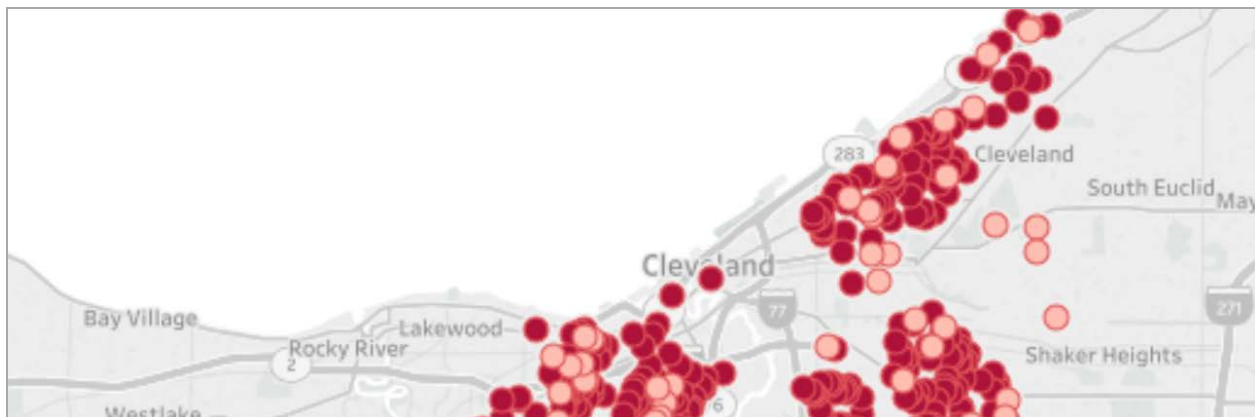 283
Cleveland
South Euclid
May
Cleveland
77
271
Bay Village
Lakewood
Rocky River
2
Shaker Heights
Westlake
6